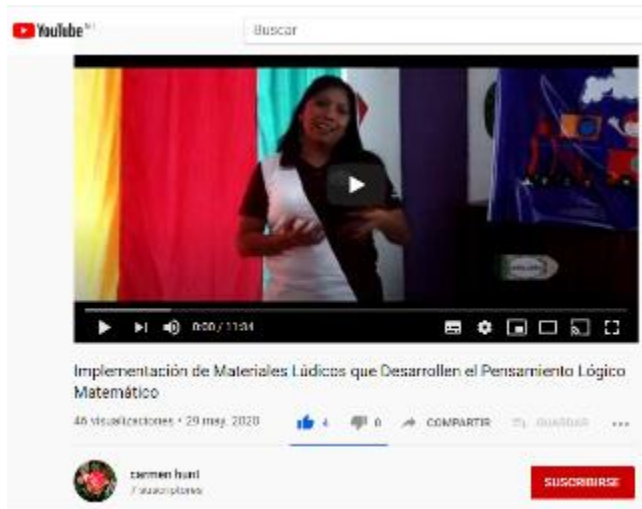 YouTube
Buscar
0:00 / 11:04
Implementación de Materiales Lúdicos que Desarrollen el Pensamiento Lógico
Matemático
46 visualizaciones • 29 may. 2020 4 0 COMPARTIR GUARDAR
carmen hunt
7 suscriptores
SUSCRIBIRSE